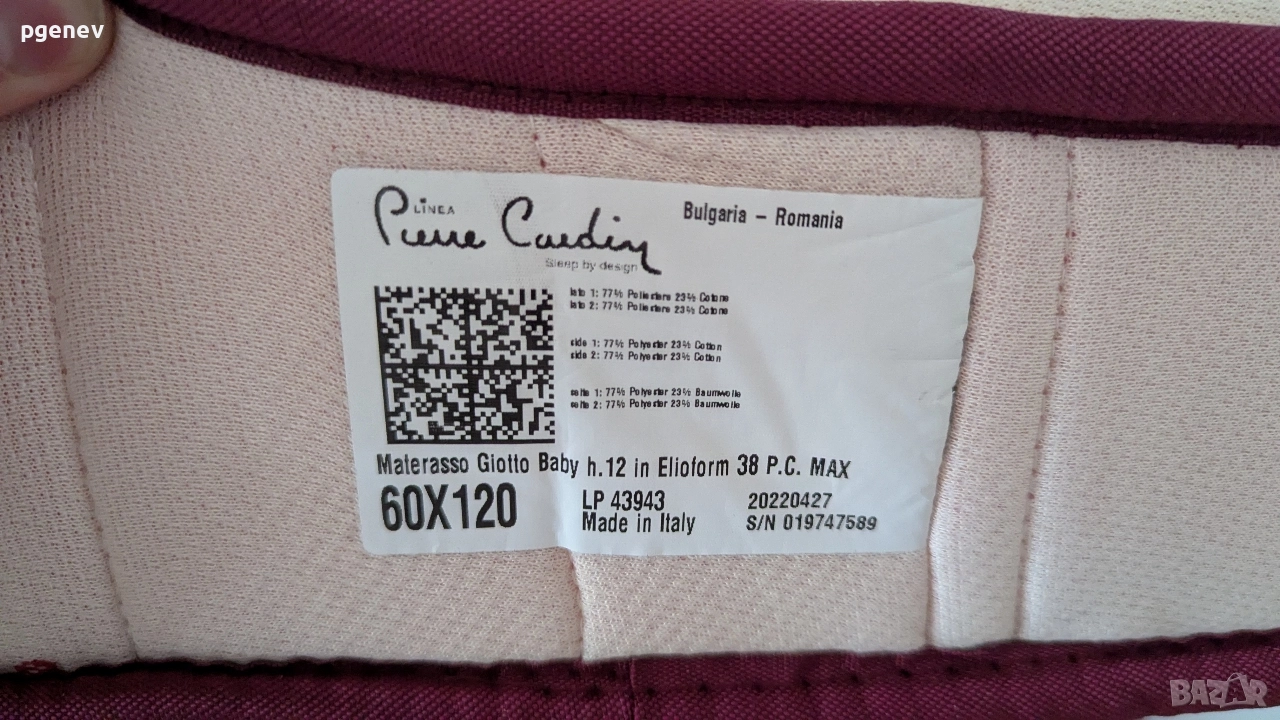 pgenev
LINEA
Pierre Cardin
Sleep by design
Bulgaria - Romania
lato 1: 77% Poliestere 23% Cotone
lato 2: 77% Poliestere 23% Cotone
side 1: 77% Polyester 23% Cotton
side 2: 77% Polyester 23% Cotton
seite 1: 77% Polyester 23% Baumwolle
seite 2: 77% Polyester 23% Baumwolle
Materasso Giotto Baby h.12 in Elioform 38 P.C. MAX
60X120
LP 43943
20220427
Made in Italy
S/N 019747589
BAZAR